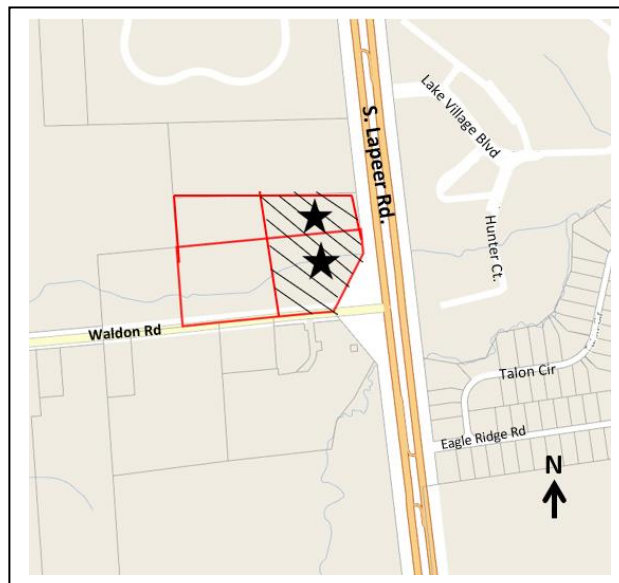 Lake Village Blvd
S. Lapeer Rd.
Hunter Ct.
Waldon Rd
Talon Cir
Eagle Ridge Rd
N